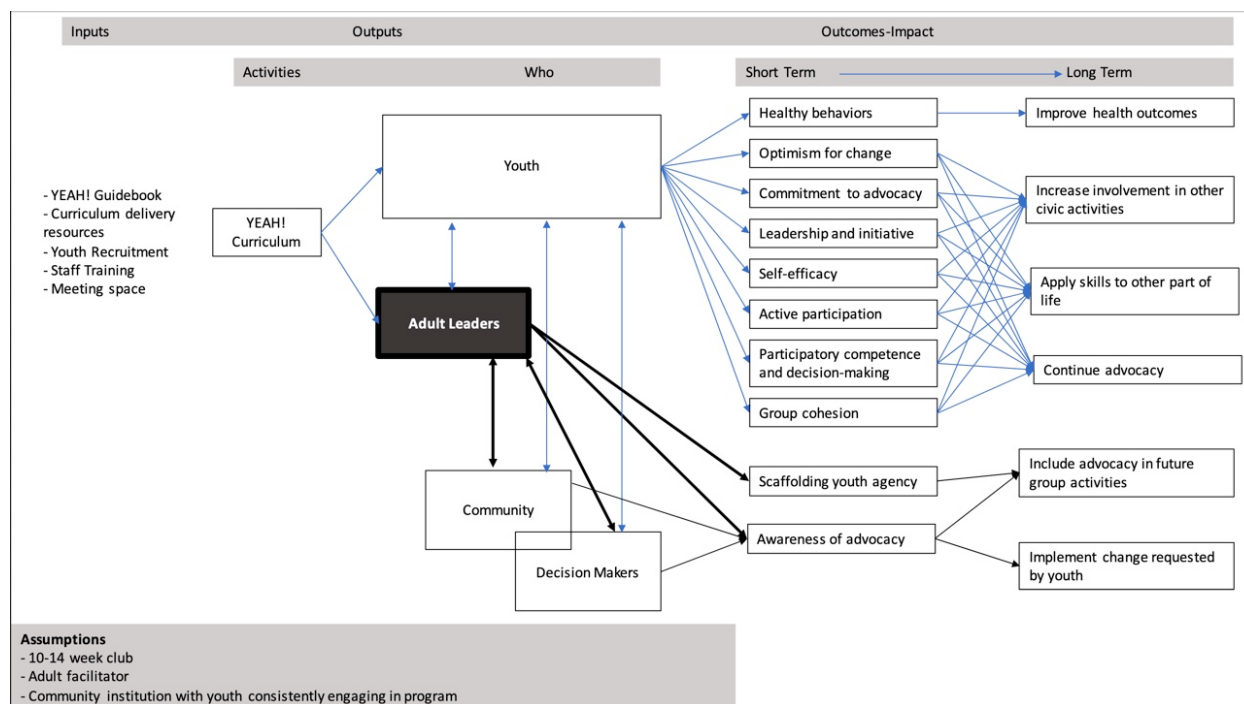 Inputs
Outputs
Outcomes-Impact
Activities
Who
Short Term
Long Term
- YEAH! Guidebook
- Curriculum delivery
resources
- Youth Recruitment
- Staff Training
- Meeting space
YEAH!
Curriculum
Youth
Adult Leaders
Community
Decision Makers
Healthy behaviors
Optimism for change
Commitment to advocacy
Leadership and initiative
Self-efficacy
Active participation
Participatory competence
and decision-making
Group cohesion
Scaffolding youth agency
Awareness of advocacy
Improve health outcomes
Increase involvement in other
civic activities
Apply skills to other part of
life
Continue advocacy
Include advocacy in future
group activities
Implement change requested
by youth
Assumptions
- 10-14 week club
- Adult facilitator
- Community institution with youth consistently engaging in program